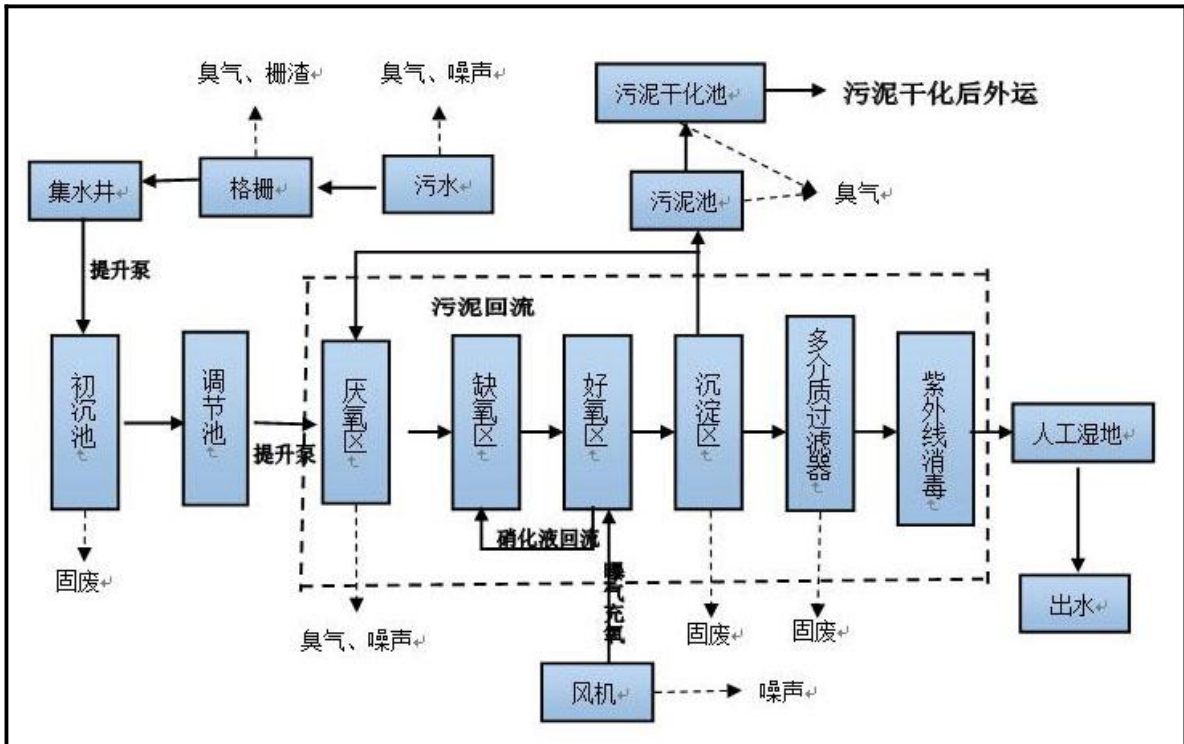 臭气、栅渣
臭气、噪声
污泥干化池
污泥干化后外运
集水井
格栅
污水
污泥池
臭气
提升泵
污泥回流
初沉池
调节池
提升泵
厌氧区
缺氧区
好氧区
沉淀区
多介质过滤器
紫外线消毒
人工湿地
硝化液回流
曝气充氧
固废
臭气、噪声
固废
固废
出水
风机
噪声